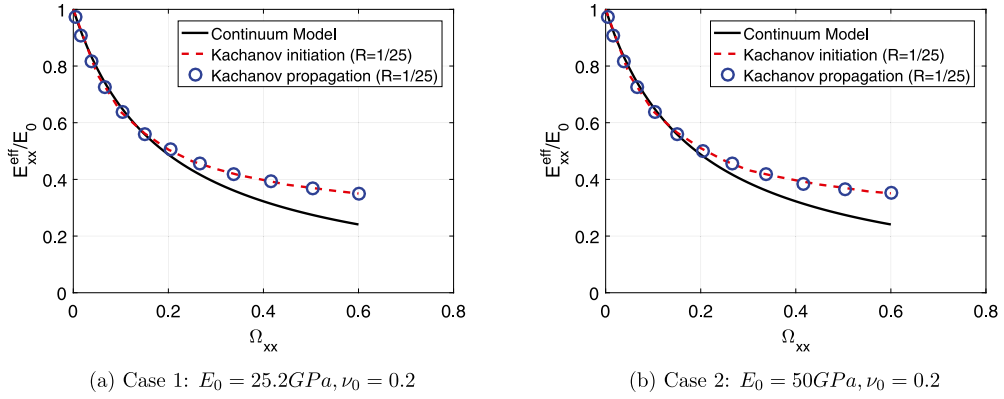 1
0.8
0.6
0.4
0.2
0
0
0.2
0.4
0.6
0.8
E_xx^eff/E_0
Ω_xx
Continuum Model
Kachanov initiation (R=1/25)
Kachanov propagation (R=1/25)
(a) Case 1: E_0 = 25.2GPa, ν_0 = 0.2
1
0.8
0.6
0.4
0.2
0
0
0.2
0.4
0.6
0.8
E_xx^eff/E_0
Ω_xx
Continuum Model
Kachanov initiation (R=1/25)
Kachanov propagation (R=1/25)
(b) Case 2: E_0 = 50GPa, ν_0 = 0.2